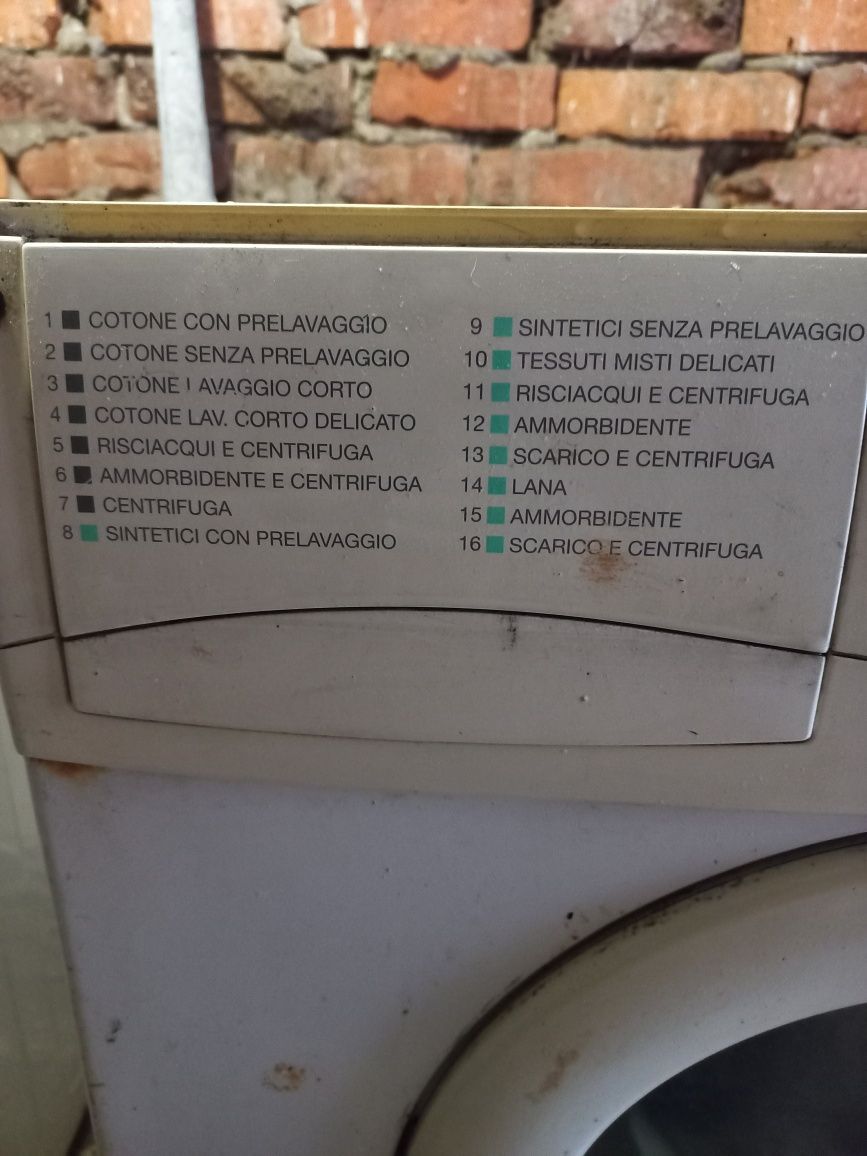 1 COTONE CON PRELAVAGGIO
2 COTONE SENZA PRELAVAGGIO
3 COTONE LAVAGGIO CORTO
4 COTONE LAV. CORTO DELICATO
5 RISCIACQUI E CENTRIFUGA
6 AMMORBIDENTE E CENTRIFUGA
7 CENTRIFUGA
8 SINTETICI CON PRELAVAGGIO
9 SINTETICI SENZA PRELAVAGGIO
10 TESSUTI MISTI DELICATI
11 RISCIACQUI E CENTRIFUGA
12 AMMORBIDENTE
13 SCARICO E CENTRIFUGA
14 LANA
15 AMMORBIDENTE
16 SCARICO E CENTRIFUGA